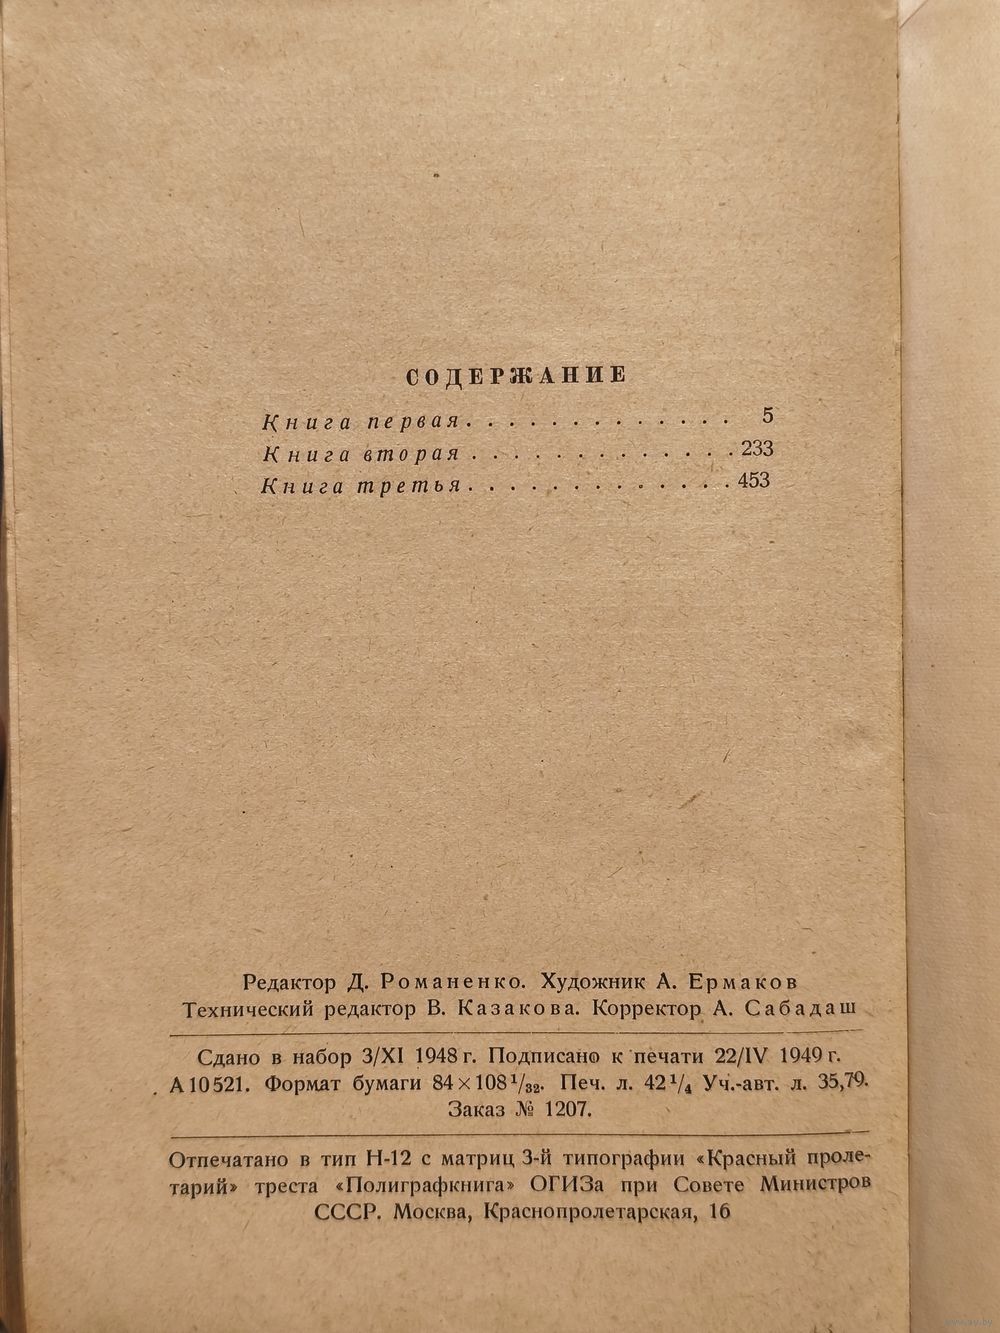 СОДЕРЖАНИЕ
Книга первая. . . . . . . . . . . . . 5
Книга вторая . . . . . . . . . . . . . 233
Книга третья. . . . . . . . . . . . . 453
Редактор Д. Романенко. Художник А. Ермаков
Технический редактор В. Казакова. Корректор А. Сабадаш
Сдано в набор 3/XI 1948 г. Подписано к печати 22/IV 1949 г.
А 10521. Формат бумаги 84×108 1/32. Печ. л. 42 1/4 Уч.-авт. л. 35,79.
Заказ № 1207.
Отпечатано в тип Н-12 с матриц 3-й типографии «Красный проле-
тарий» треста «Полиграфкнига» ОГИЗа при Совете Министров
СССР. Москва, Краснопролетарская, 16
www.ay.by